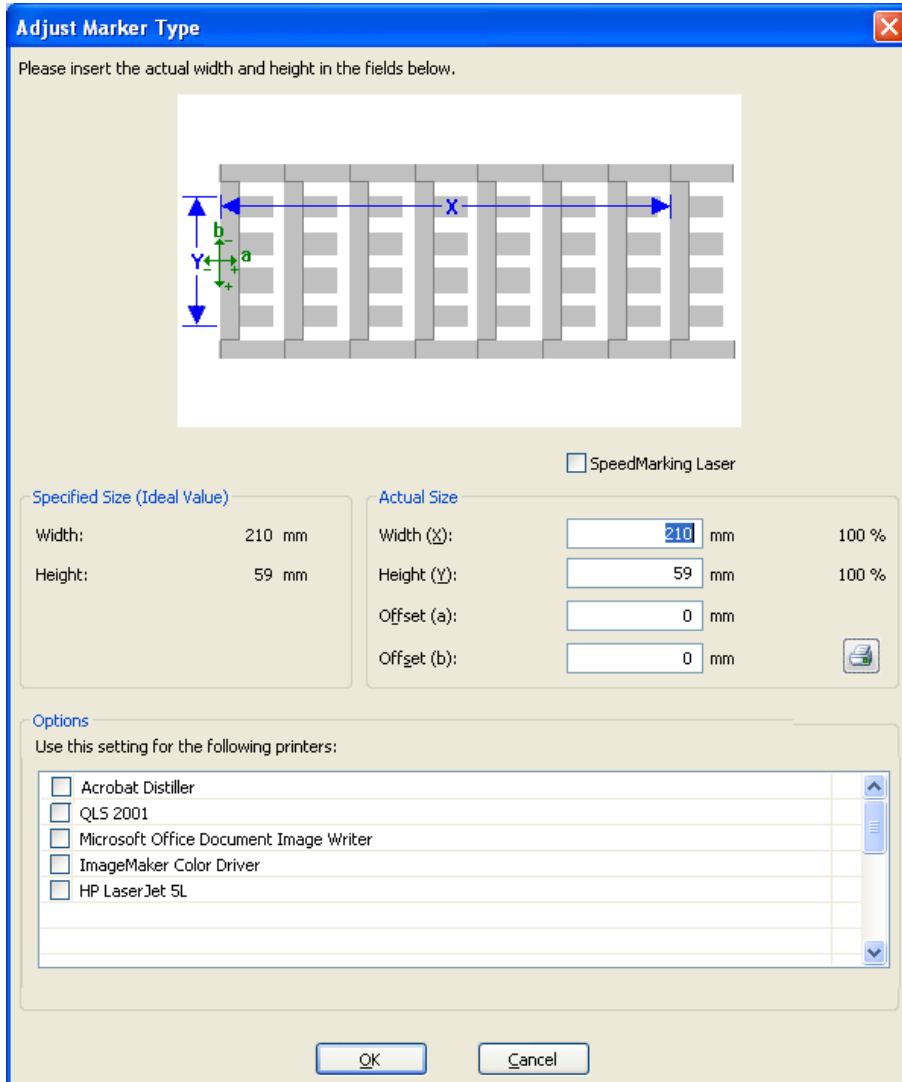 Adjust Marker Type
Please insert the actual width and height in the fields below.
X
b
-
a
Y
-
+
+
SpeedMarking Laser
Specified Size (Ideal Value)
Width: 210 mm
Height: 59 mm
Actual Size
Width (X): 210 mm 100 %
Height (Y): 59 mm 100 %
Offset (a): 0 mm
Offset (b): 0 mm
Options
Use this setting for the following printers:
Acrobat Distiller
QLS 2001
Microsoft Office Document Image Writer
ImageMaker Color Driver
HP LaserJet 5L
OK Cancel